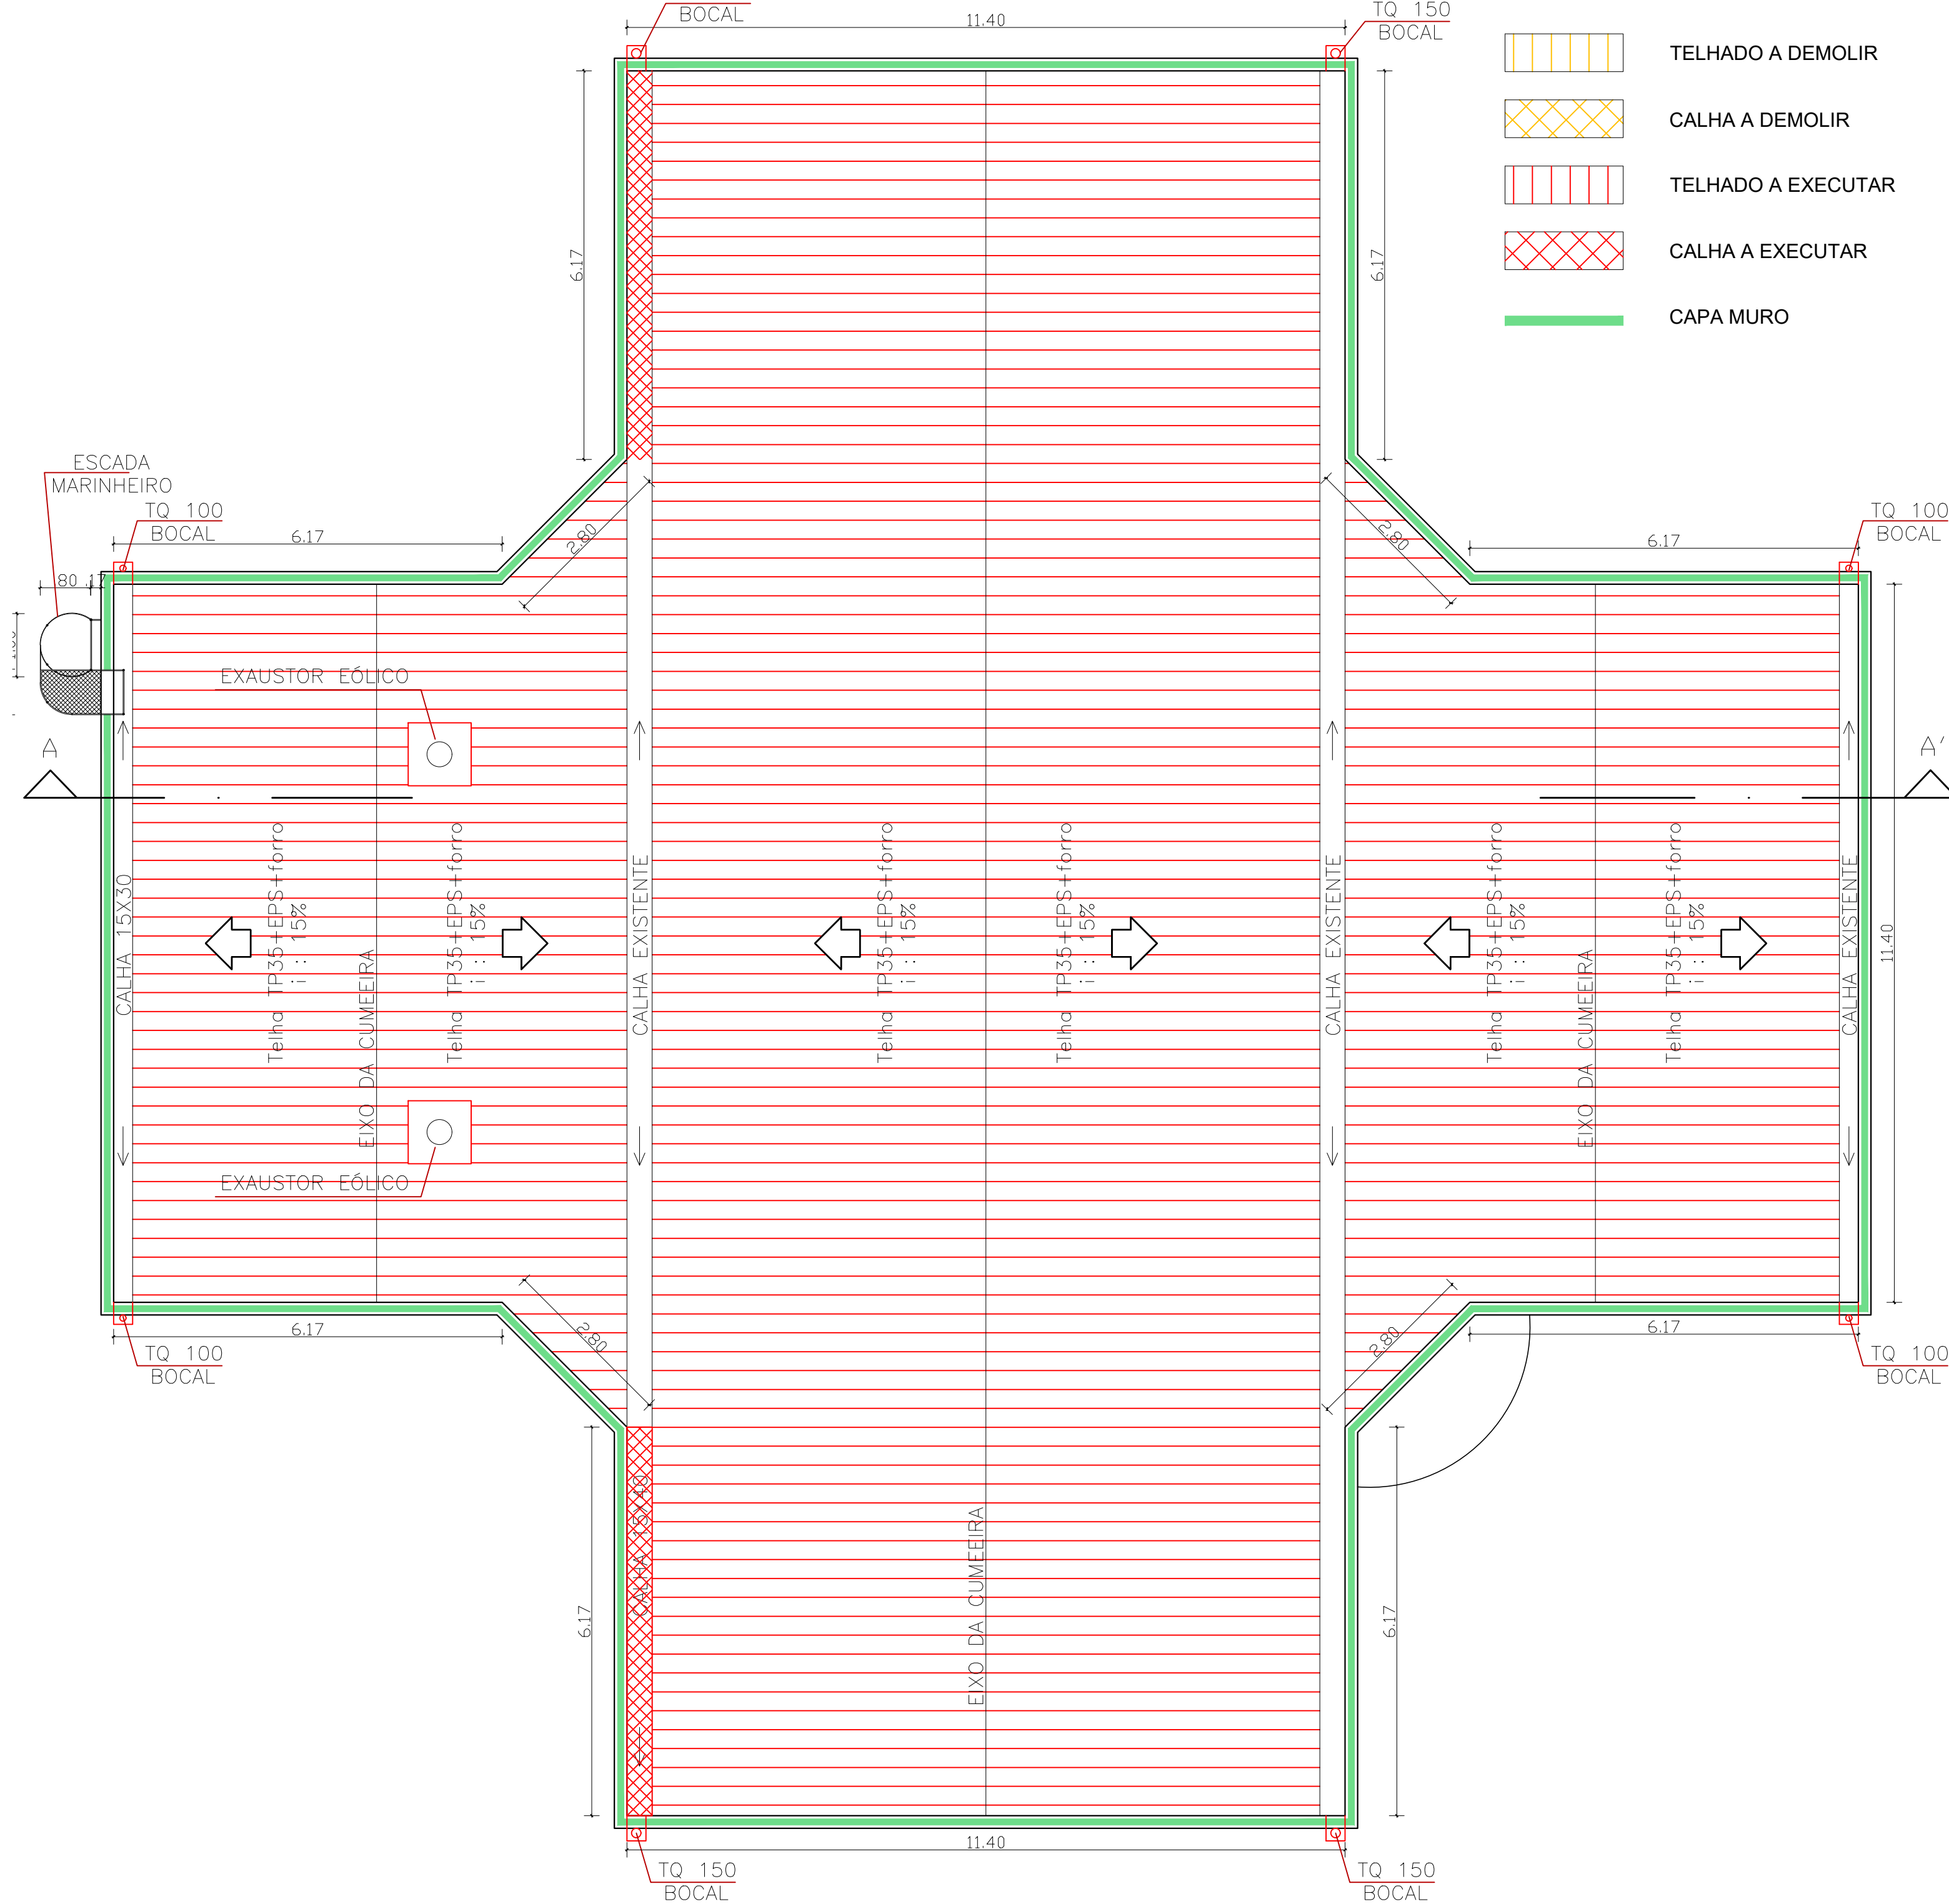 BOCAL
11.40
TQ 150
BOCAL
TELHADO A DEMOLIR
CALHA A DEMOLIR
TELHADO A EXECUTAR
CALHA A EXECUTAR
CAPA MURO
6.17
6.17
ESCADA
MARINHEIRO
TQ 100
BOCAL
6.17
2.80
2.80
6.17
TQ 100
BOCAL
.80
.17
EXAUSTOR EÓLICO
A
A'
CALHA 15X30
Telha TP35+EPS+forro
i : 15%
EIXO DA CUMEEIRA
Telha TP35+EPS+forro
i : 15%
CALHA EXISTENTE
Telha TP35+EPS+forro
i : 15%
Telha TP35+EPS+forro
i : 15%
CALHA EXISTENTE
Telha TP35+EPS+forro
i : 15%
EIXO DA CUMEEIRA
Telha TP35+EPS+forro
i : 15%
CALHA EXISTENTE
11.40
EXAUSTOR EÓLICO
6.17
TQ 100
BOCAL
2.80
2.80
6.17
TQ 100
BOCAL
6.17
CALHA 15X40
EIXO DA CUMEEIRA
6.17
11.40
TQ 150
BOCAL
TQ 150
BOCAL